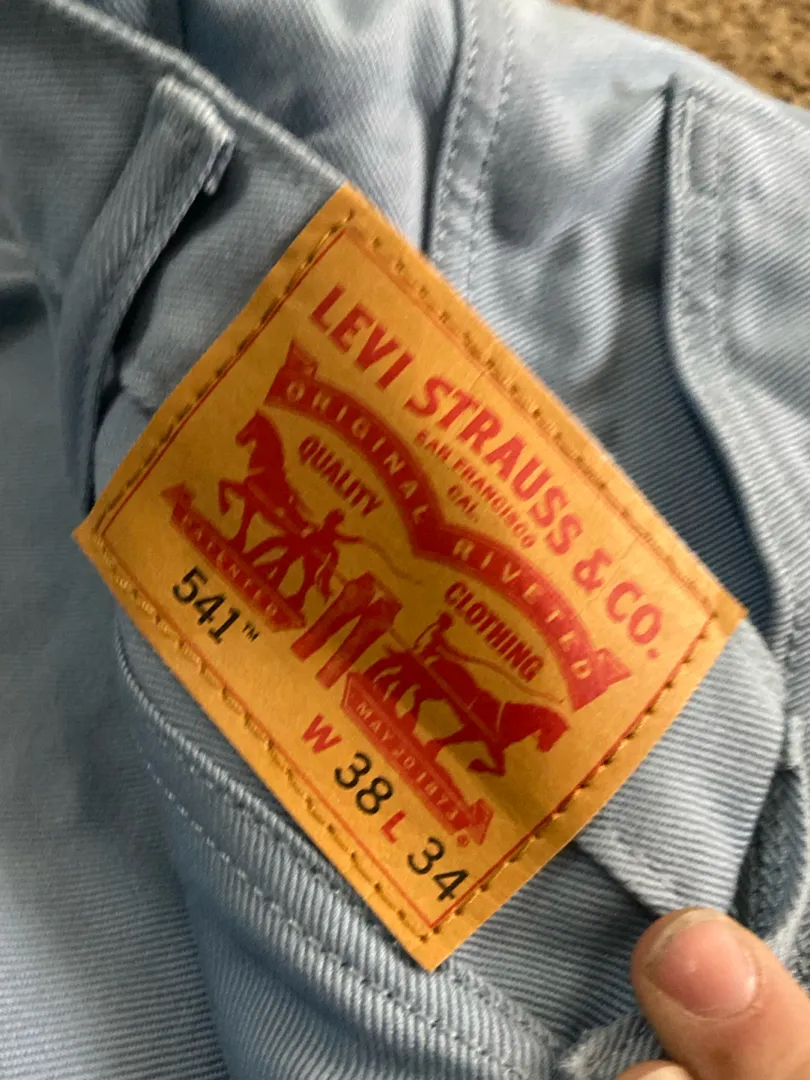 LEVI STRAUSS & CO.
SAN FRANCISCO
CAL
ORIGINAL RIVETED
QUALITY
CLOTHING
PATENTED
MAY 20 1873
®
541™
W 38 L 34